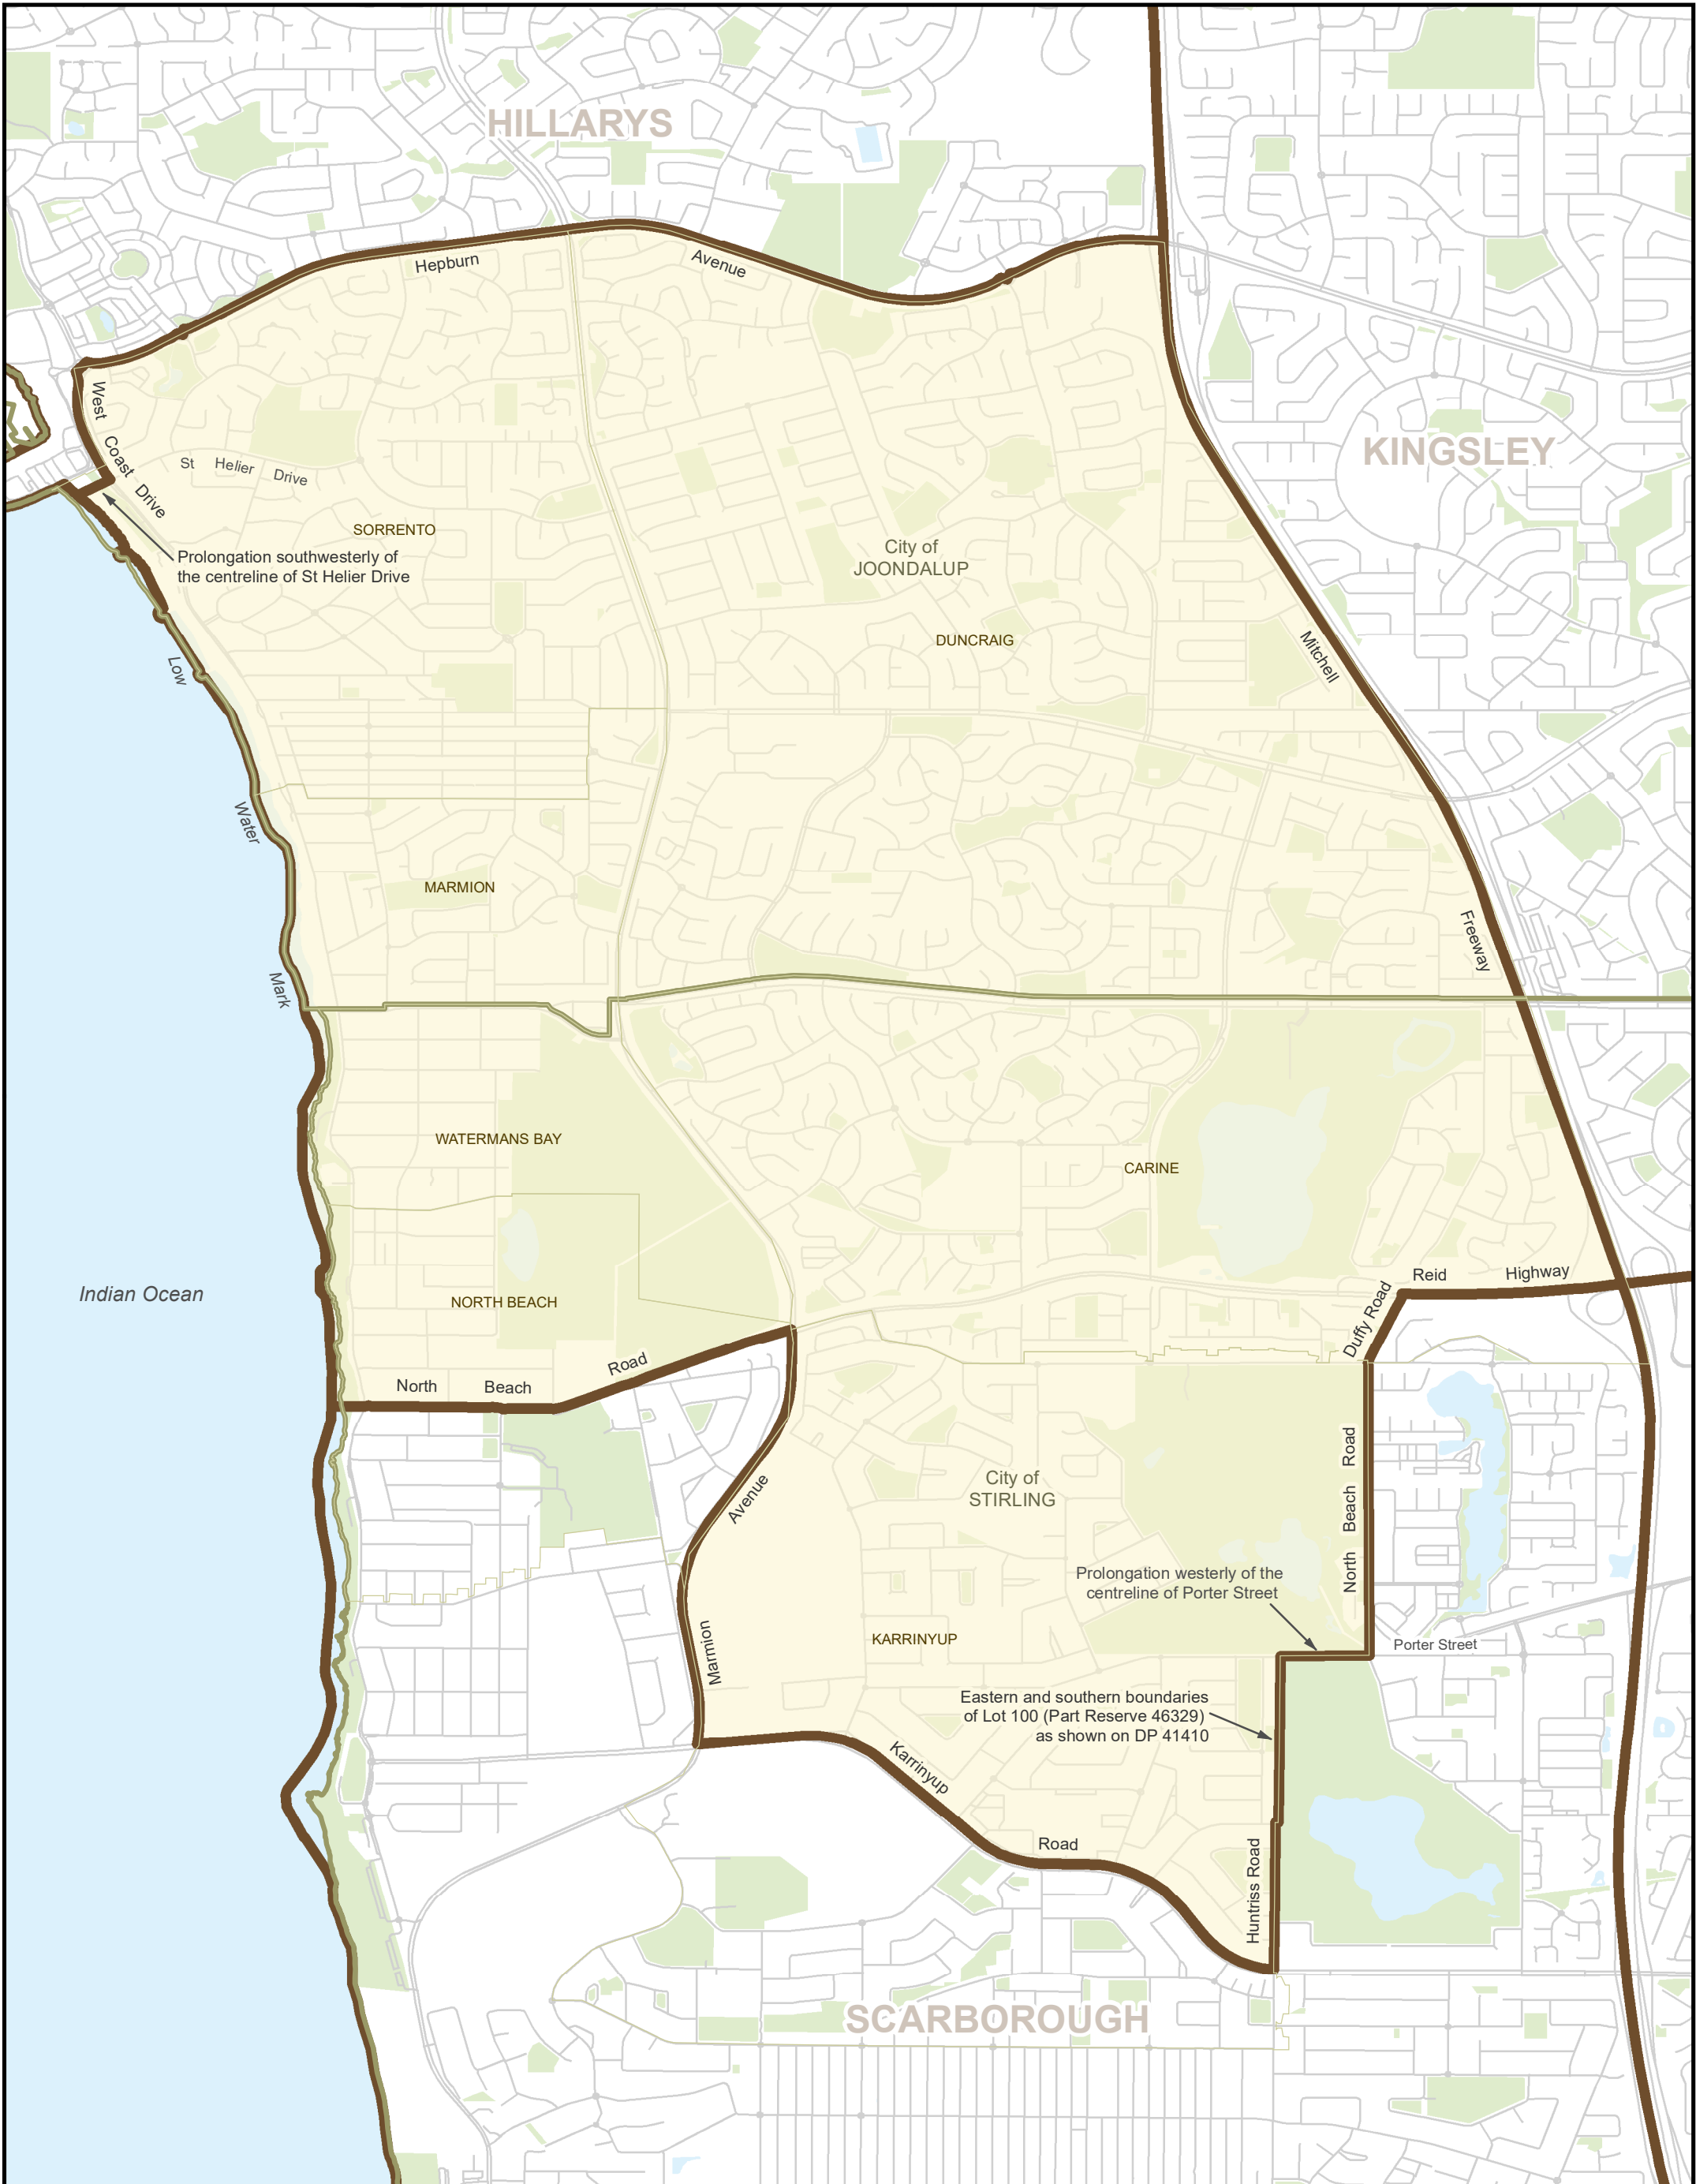 HILLARYS
Hepburn
Avenue
West
Coast
Drive
St Helier Drive
KINGSLEY
SORRENTO
City of
JOONDALUP
Prolongation southwesterly of
the centreline of St Helier Drive
DUNCRAIG
Mitchell
Low
Water
MARMION
Freeway
Mark
WATERMANS BAY
CARINE
Indian Ocean
NORTH BEACH
Reid
Highway
Duffy Road
Road
North Beach
Avenue
City of
STIRLING
North Beach Road
Prolongation westerly of the
centreline of Porter Street
Marmion
KARRINYUP
Porter Street
Eastern and southern boundaries
of Lot 100 (Part Reserve 46329)
as shown on DP 41410
Karrinyup
Road
Huntriss Road
SCARBOROUGH